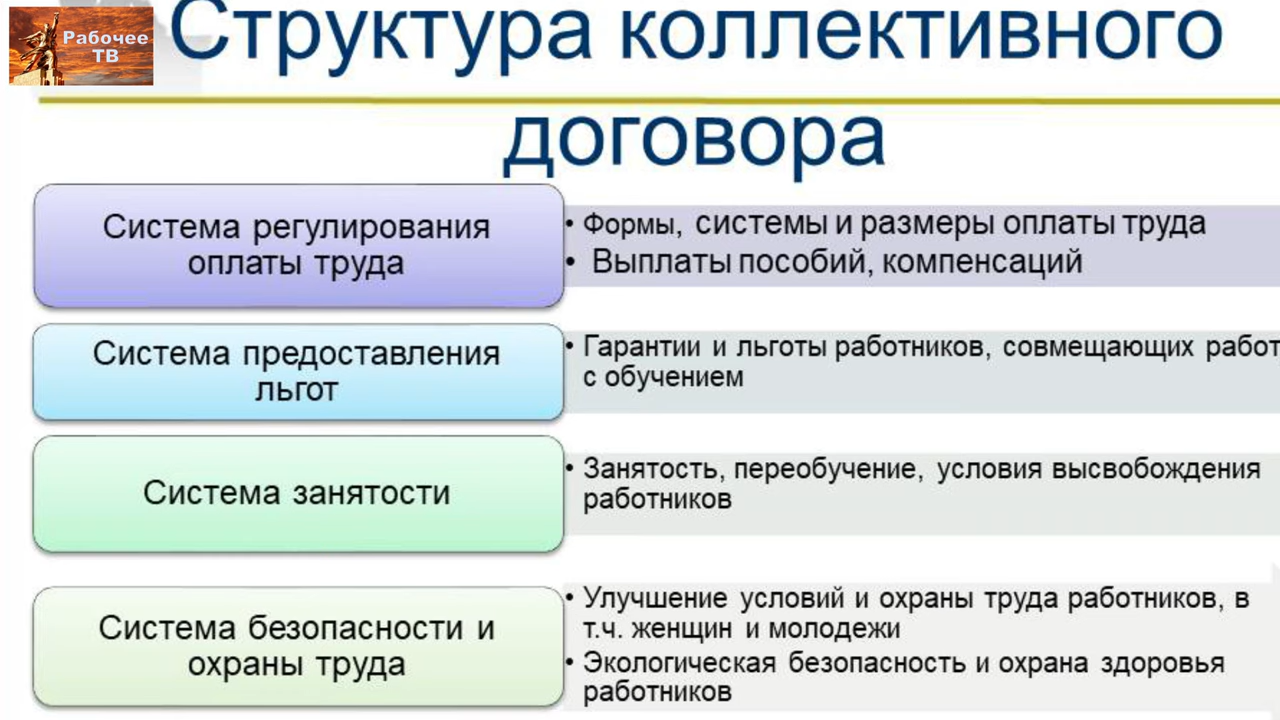 Рабочее
ТВ
Структура коллективного
договора
Система регулирования
оплаты труда
• Формы, системы и размеры оплаты труда
• Выплаты пособий, компенсаций
Система предоставления
льгот
• Гарантии и льготы работников, совмещающих работ
с обучением
Система занятости
• Занятость, переобучение, условия высвобождения
работников
Система безопасности и
охраны труда
• Улучшение условий и охраны труда работников, в
т.ч. женщин и молодежи
• Экологическая безопасность и охрана здоровья
работников